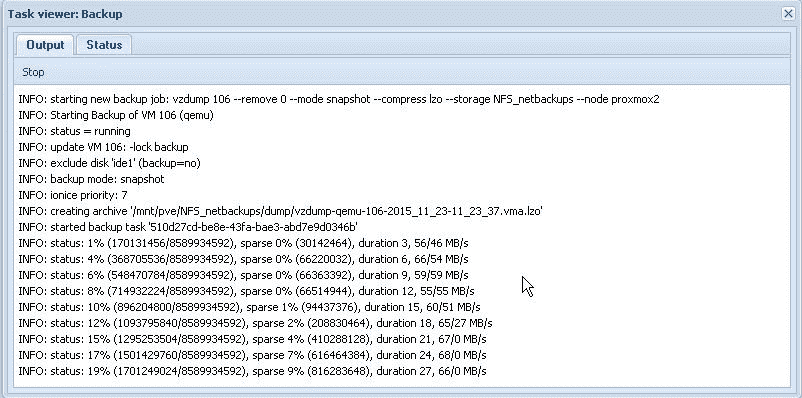 Task viewer: Backup
Output Status
Stop
INFO: starting new backup job: vzdump 106 --remove 0 --mode snapshot --compress lzo --storage NFS_netbackups --node proxmox2
INFO: Starting Backup of VM 106 (qemu)
INFO: status = running
INFO: update VM 106: -lock backup
INFO: exclude disk 'ide1' (backup=no)
INFO: backup mode: snapshot
INFO: ionice priority: 7
INFO: creating archive '/mnt/pve/NFS_netbackups/dump/vzdump-qemu-106-2015_11_23-11_23_37.vma.lzo'
INFO: started backup task '510d27cd-be8e-43fa-bae3-abd7e9d0346b'
INFO: status: 1% (170131456/8589934592), sparse 0% (30142464), duration 3, 56/46 MB/s
INFO: status: 4% (368705536/8589934592), sparse 0% (66220032), duration 6, 66/54 MB/s
INFO: status: 6% (548470784/8589934592), sparse 0% (66363392), duration 9, 59/59 MB/s
INFO: status: 8% (714932224/8589934592), sparse 0% (66514944), duration 12, 55/55 MB/s
INFO: status: 10% (896204800/8589934592), sparse 1% (94437376), duration 15, 60/51 MB/s
INFO: status: 12% (1093795840/8589934592), sparse 2% (208830464), duration 18, 65/27 MB/s
INFO: status: 15% (1295253504/8589934592), sparse 4% (410288128), duration 21, 67/0 MB/s
INFO: status: 17% (1501429760/8589934592), sparse 7% (616464384), duration 24, 68/0 MB/s
INFO: status: 19% (1701249024/8589934592), sparse 9% (816283648), duration 27, 66/0 MB/s